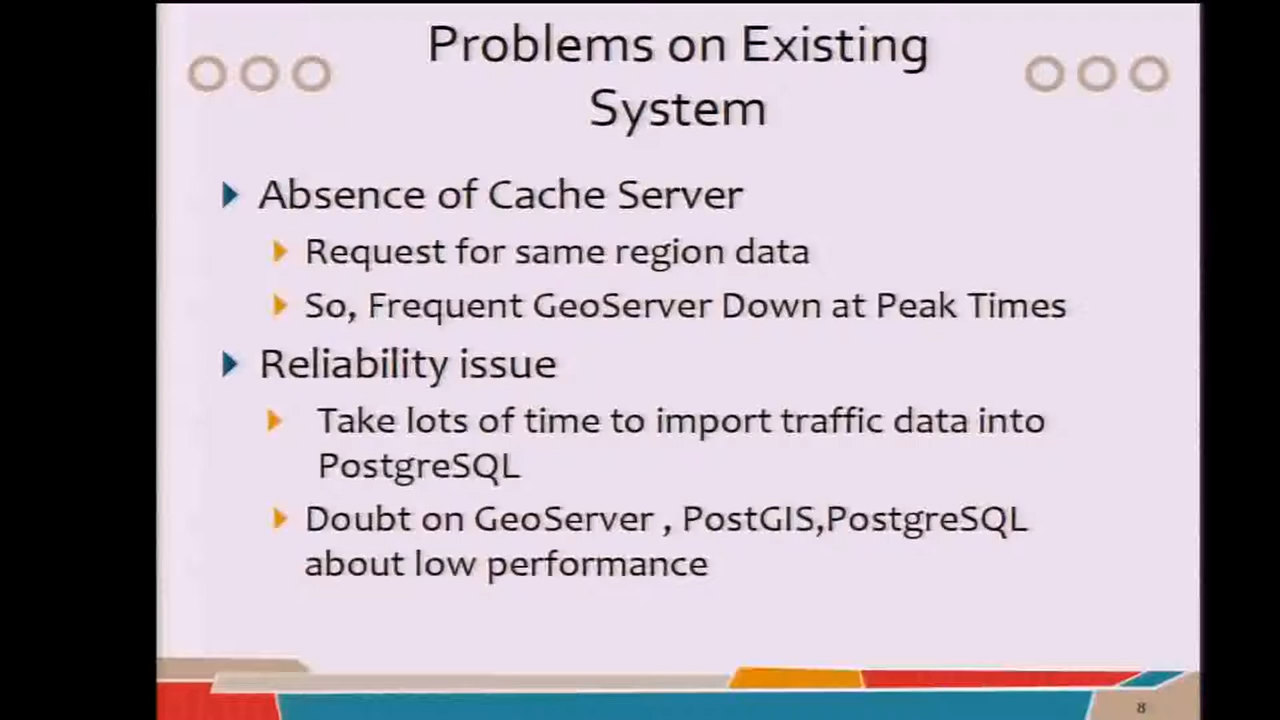 Problems on Existing
System
Absence of Cache Server
Request for same region data
So, Frequent GeoServer Down at Peak Times
Reliability issue
Take lots of time to import traffic data into
PostgreSQL
Doubt on GeoServer , PostGIS,PostgreSQL
about low performance
8